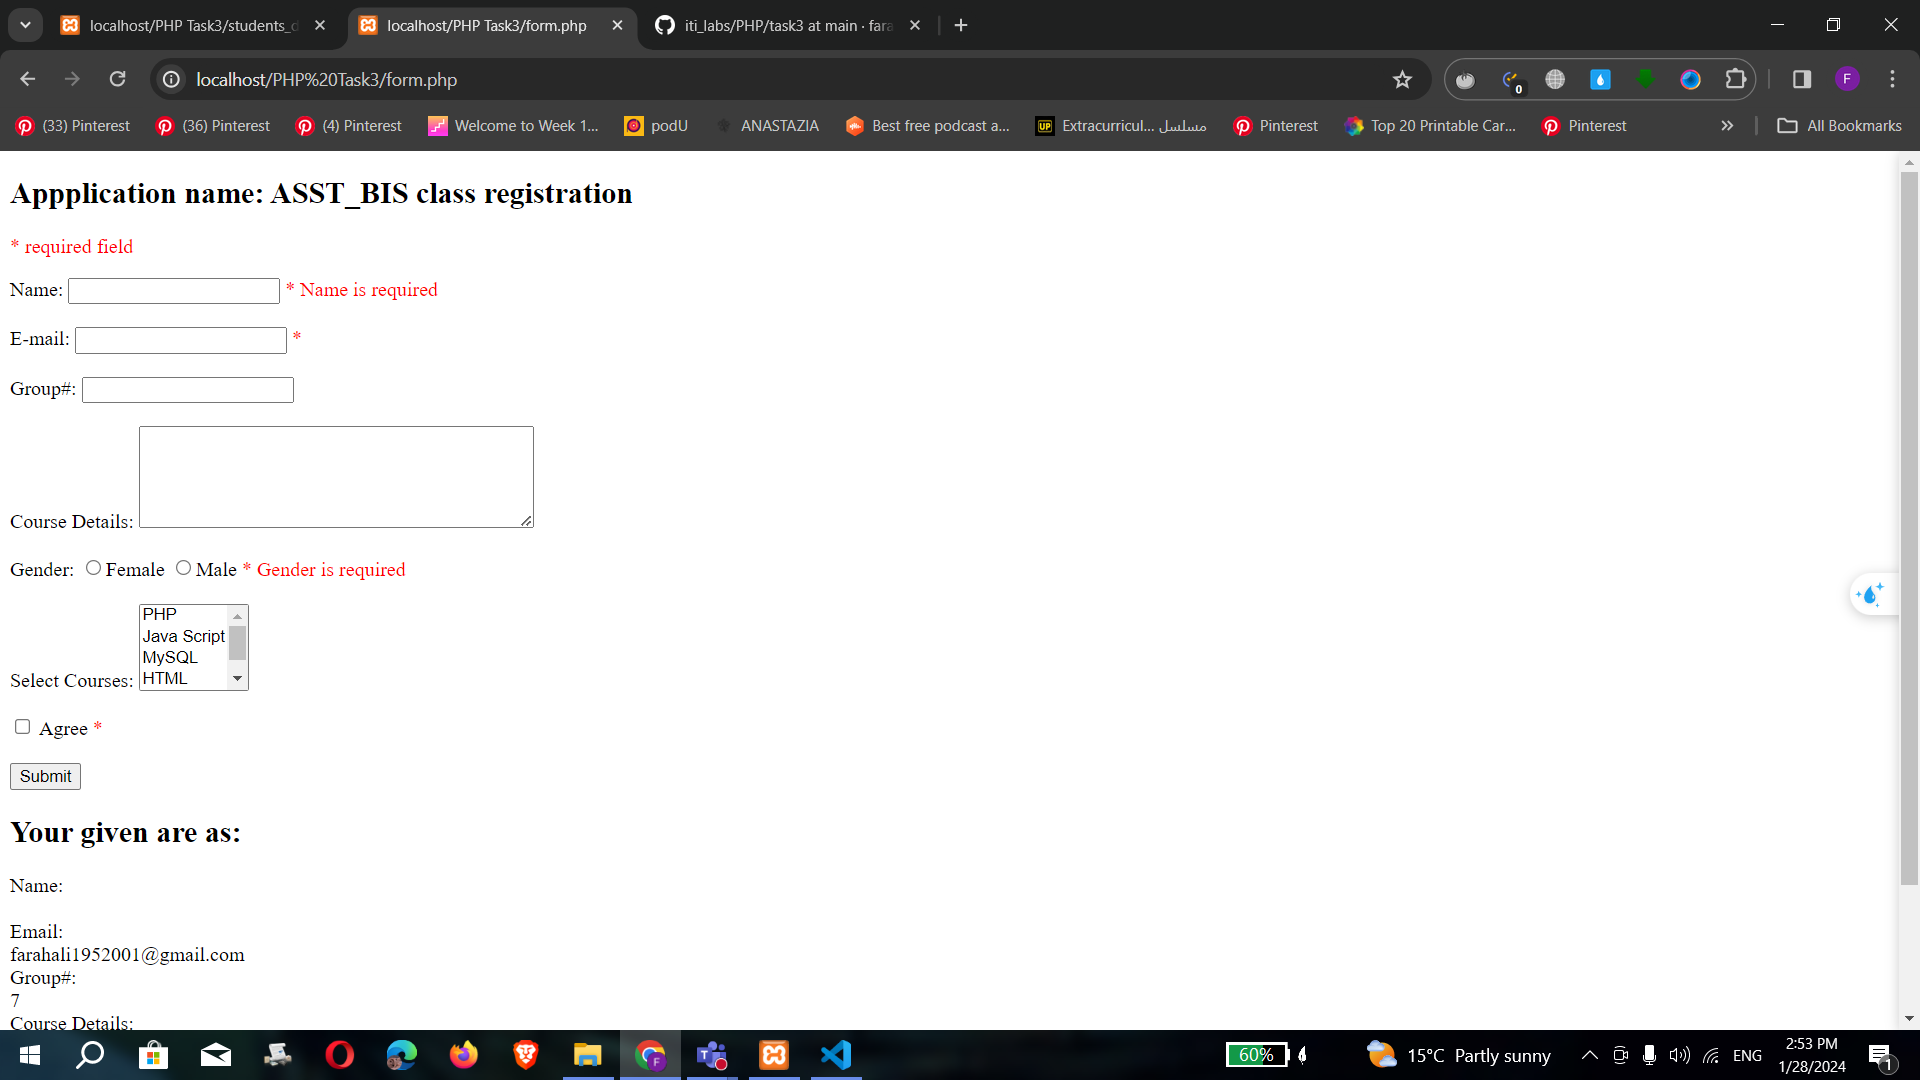 localhost/PHP Task3/students_d
localhost/PHP Task3/form.php
iti_labs/PHP/task3 at main · fara
localhost/PHP%20Task3/form.php
0
F
(33) Pinterest
(36) Pinterest
(4) Pinterest
Welcome to Week 1...
podU
ANASTAZIA
Best free podcast a...
UP
Extracurricul... مسلسل
Pinterest
Top 20 Printable Car...
Pinterest
All Bookmarks
Appplication name: ASST_BIS class registration
* required field
Name: * Name is required
E-mail: *
Group#:
Course Details:
Gender: Female Male * Gender is required
PHP
Java Script
MySQL
HTML
Select Courses:
Agree *
Submit
Your given are as:
Name:
Email:
farahali1952001@gmail.com
Group#:
7
Course Details:
60%
15°C Partly sunny
ENG
2:53 PM
1/28/2024
1